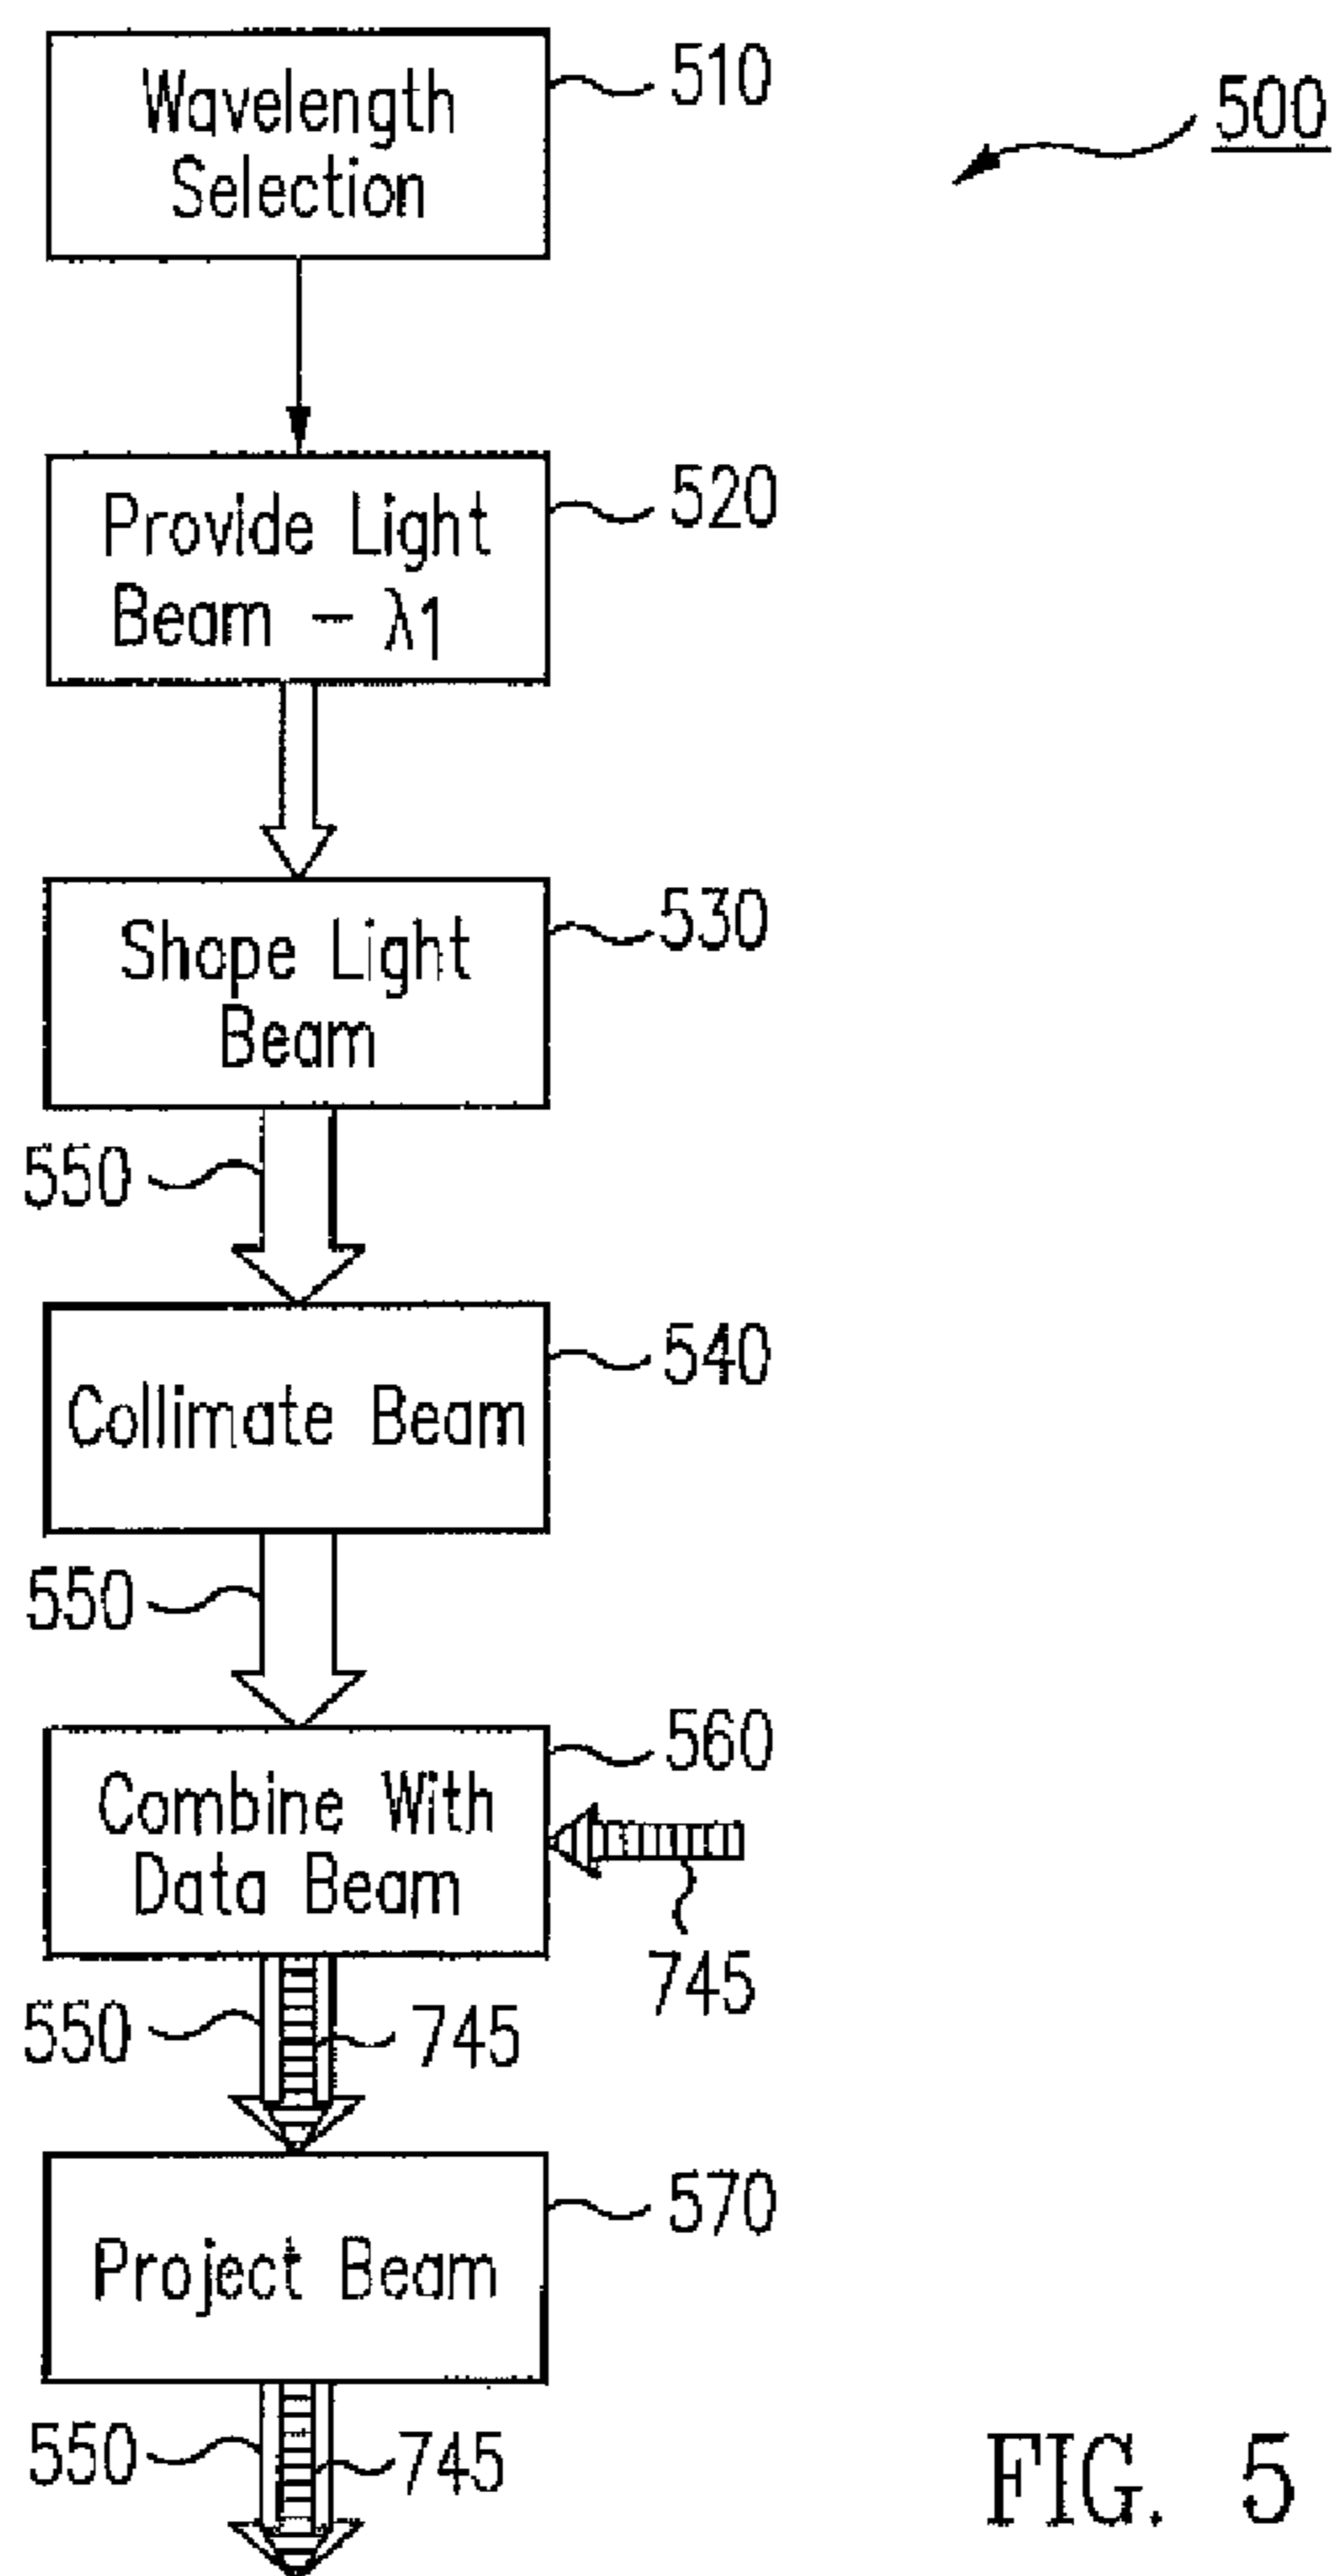 Wavelength
Selection
510
500
Provide Light
Beam - λ1
520
Shape Light
Beam
530
550
Collimate Beam
540
550
Combine With
Data Beam
560
745
550
745
Project Beam
570
550
745
FIG. 5